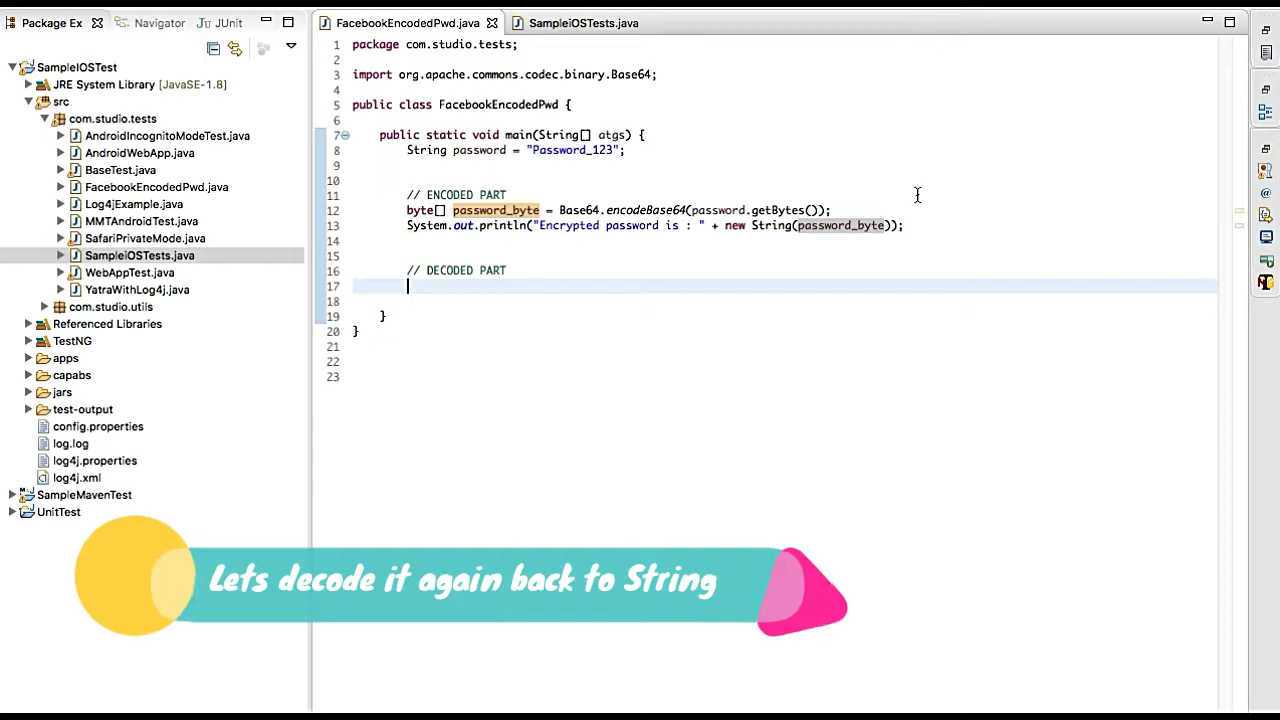 Package Ex
Navigator
JUnit
FacebookEncodedPwd.java
SampleiOSTests.java
SampleIOSTest
JRE System Library [JavaSE-1.8]
src
com.studio.tests
AndroidIncognitoModeTest.java
AndroidWebApp.java
BaseTest.java
FacebookEncodedPwd.java
Log4jExample.java
MMTAndroidTest.java
SafariPrivateMode.java
SampleiOSTests.java
WebAppTest.java
YatraWithLog4j.java
com.studio.utils
Referenced Libraries
TestNG
apps
capabs
jars
test-output
config.properties
log.log
log4j.properties
log4j.xml
SampleMavenTest
UnitTest
1 package com.studio.tests;
2
3 import org.apache.commons.codec.binary.Base64;
4
5 public class FacebookEncodedPwd {
6
7 public static void main(String[] atgs) {
8 String password = "Password_123";
9
10
11 // ENCODED PART
12 byte[] password_byte = Base64.encodeBase64(password.getBytes());
13 System.out.println("Encrypted password is : " + new String(password_byte));
14
15
16 // DECODED PART
17
18
19 }
20 }
21
22
23
Lets decode it again back to String